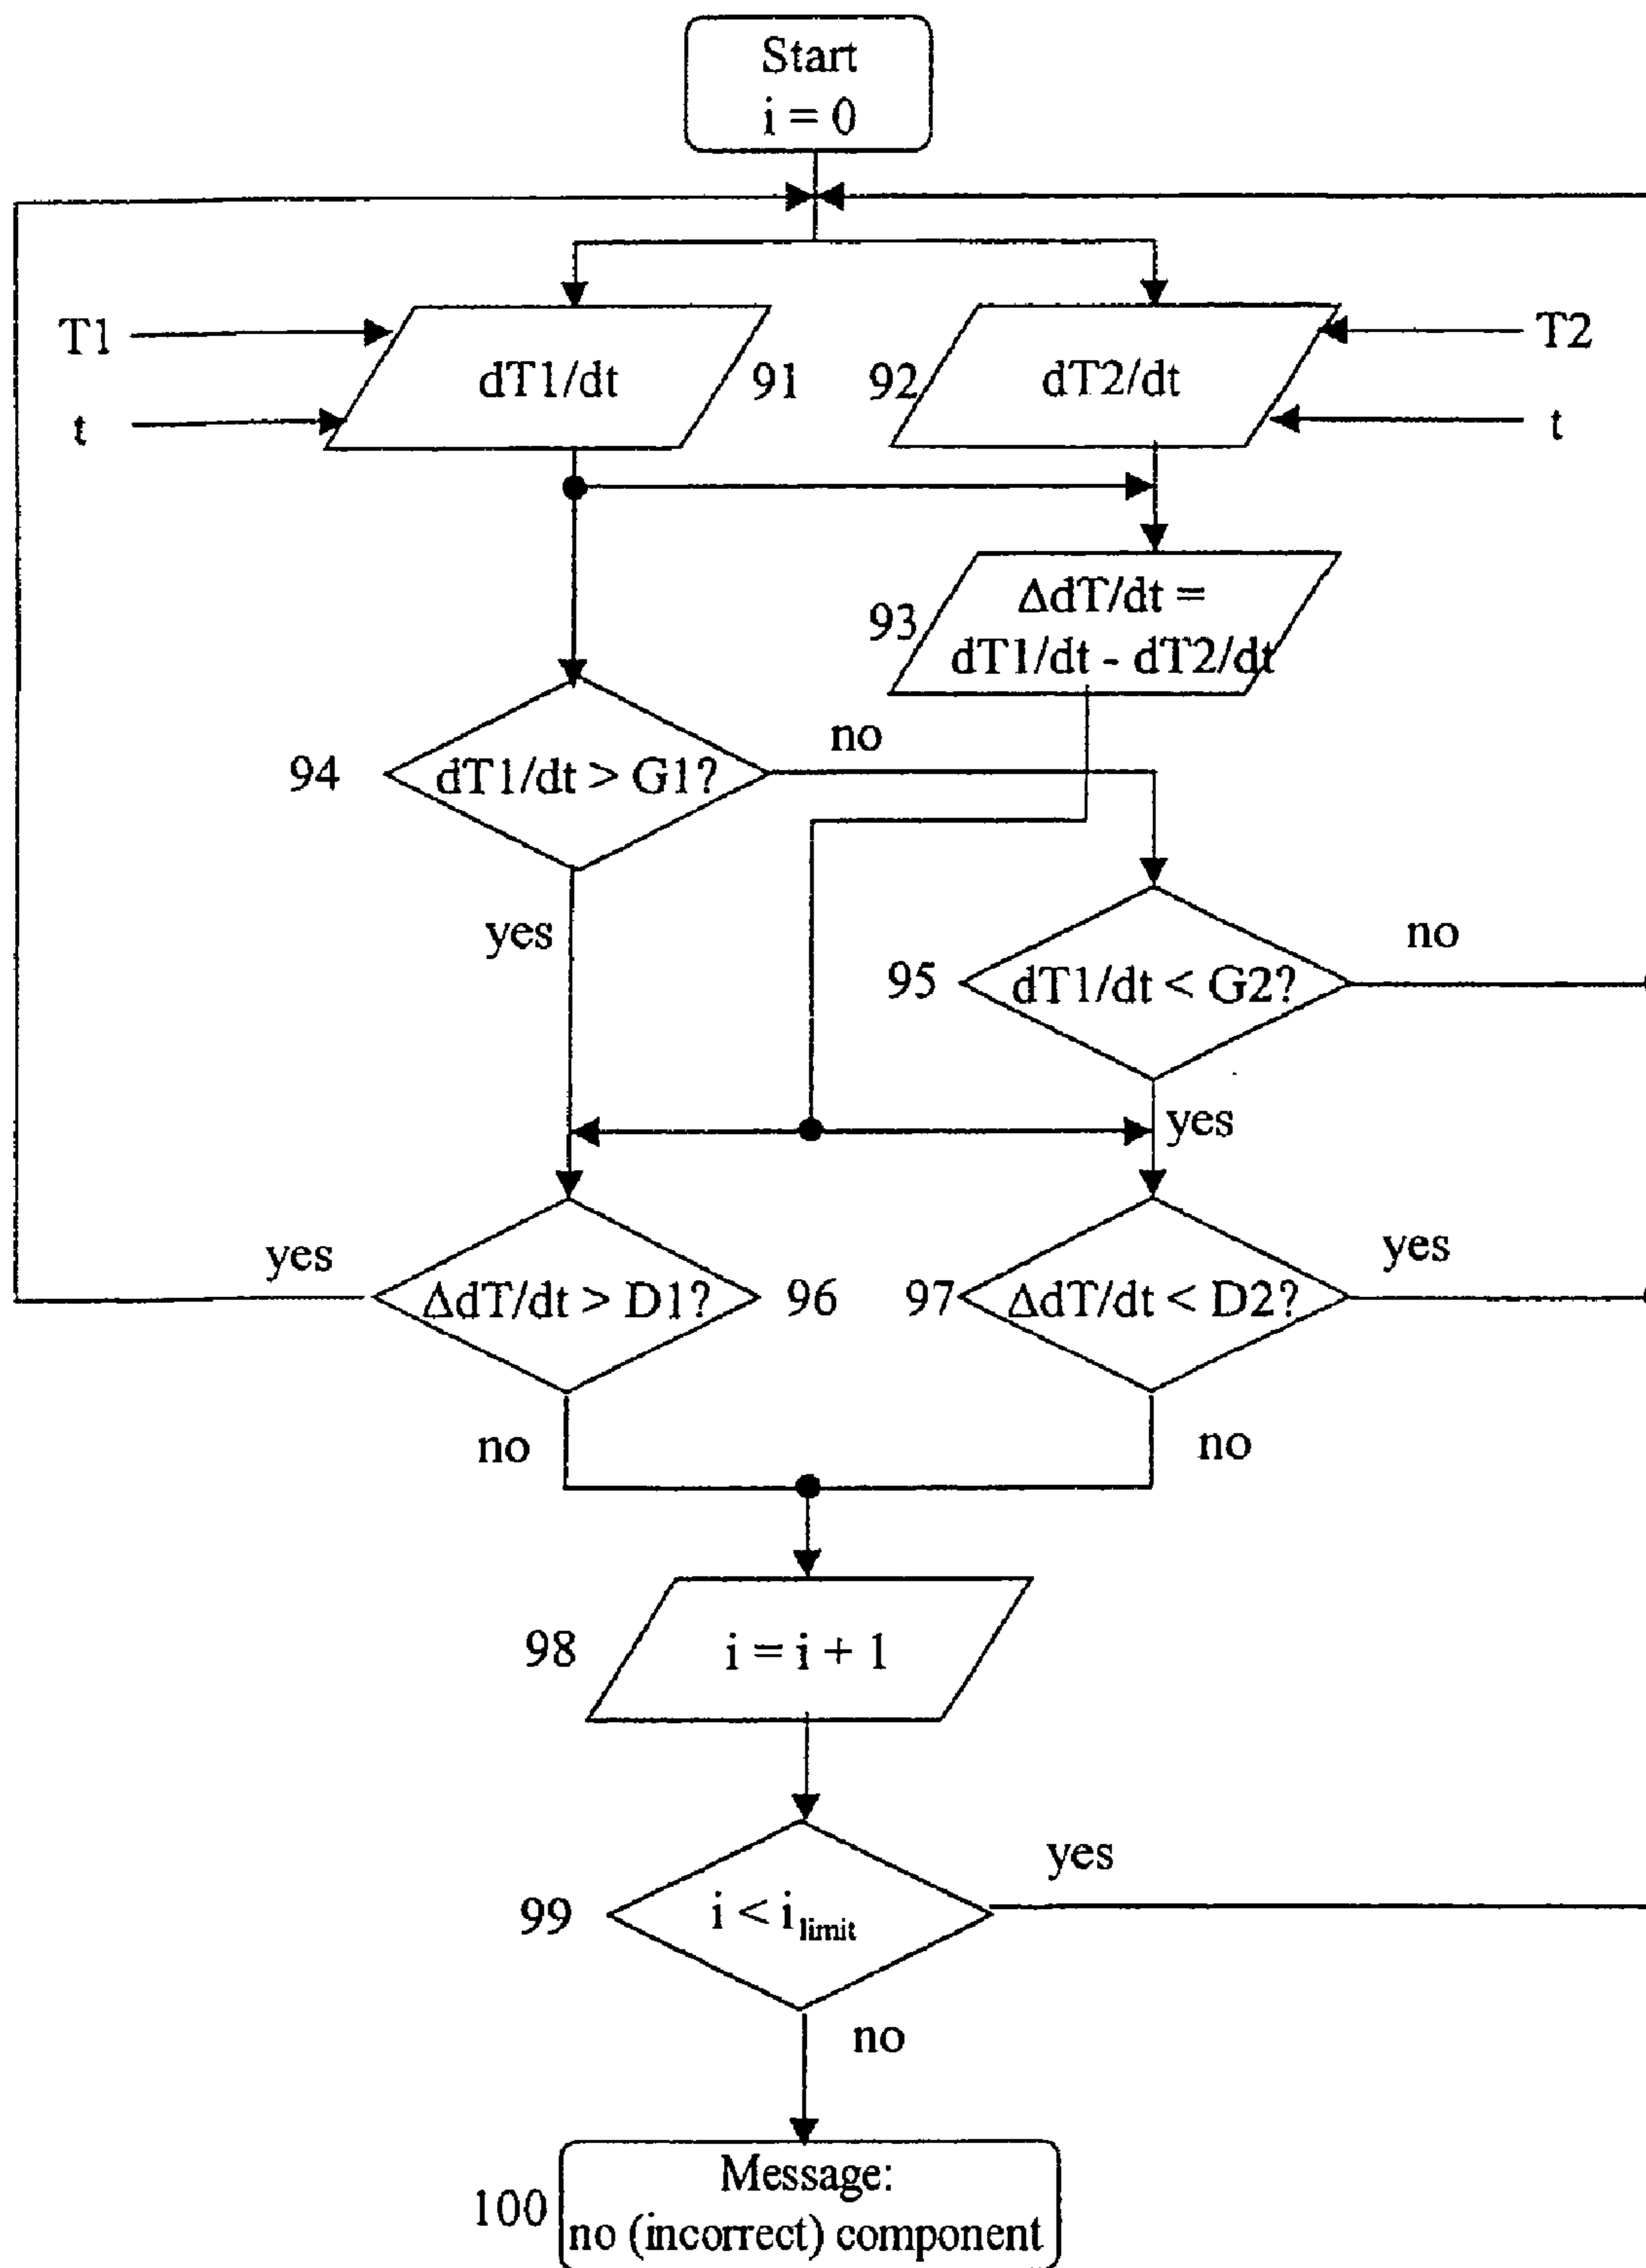 Start
i = 0
T1
t
dT1/dt
91
92
dT2/dt
T2
t
93
ΔdT/dt =
dT1/dt - dT2/dt
94
dT1/dt > G1?
no
yes
95
dT1/dt < G2?
no
yes
yes
ΔdT/dt > D1?
96
97
ΔdT/dt < D2?
yes
no
no
98
i = i + 1
99
i < i_limit
yes
no
100
Message:
no (incorrect) component